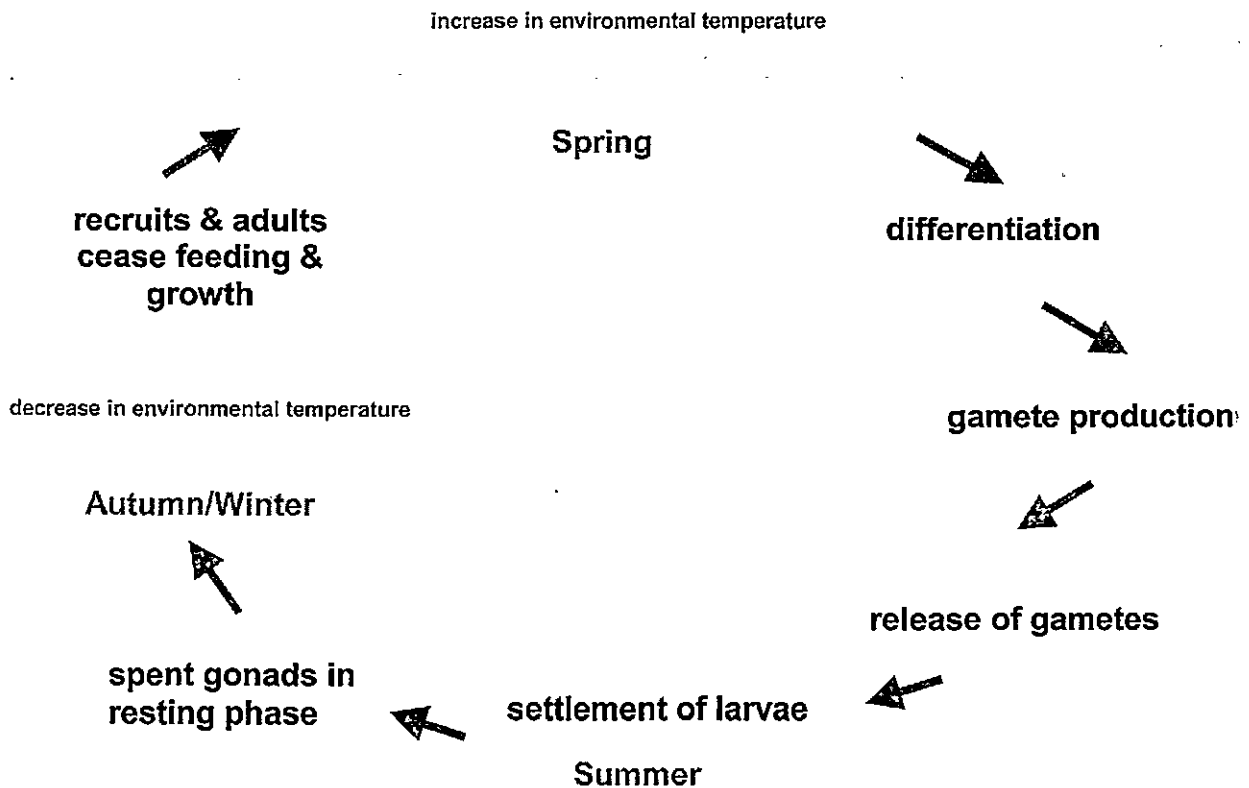 increase in environmental temperature
Spring
recruits & adults
cease feeding &
growth
differentiation
decrease in environmental temperature
gamete production
Autumn/Winter
release of gametes
spent gonads in
resting phase
settlement of larvae
Summer